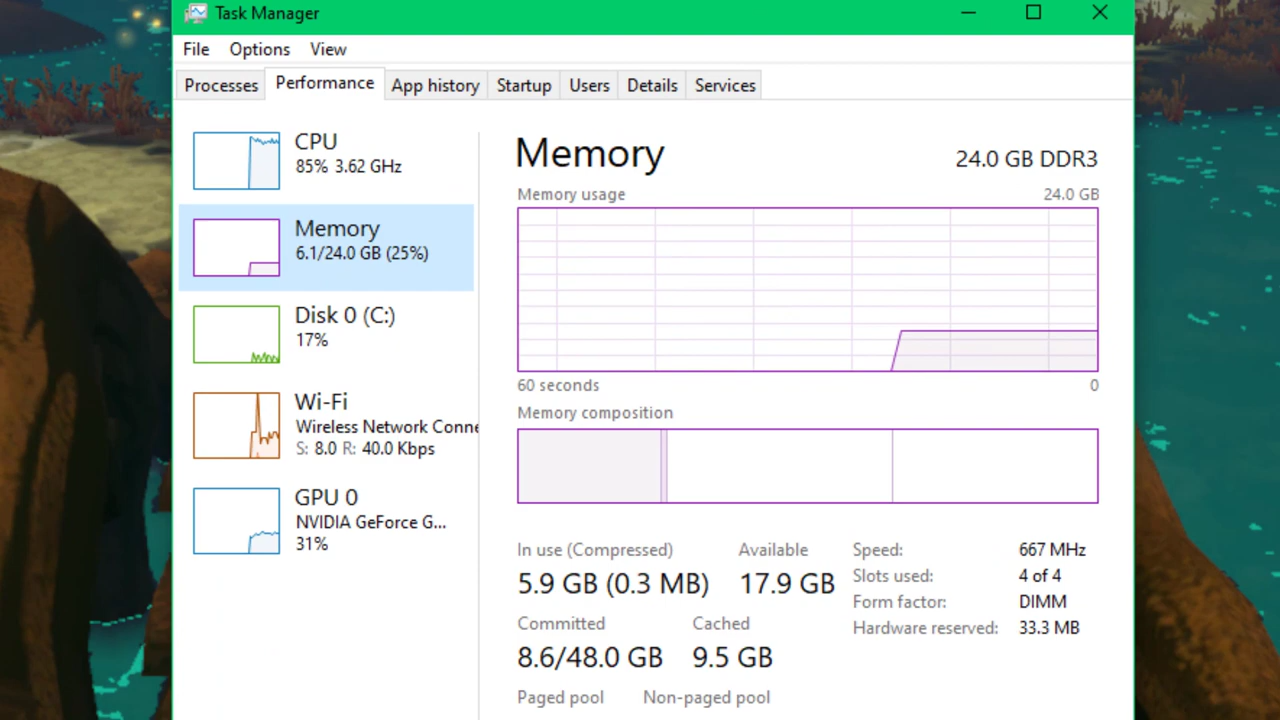 Task Manager
File Options View
Processes Performance App history Startup Users Details Services
CPU
85% 3.62 GHz
Memory
6.1/24.0 GB (25%)
Disk 0 (C:)
17%
Wi-Fi
Wireless Network Conne
S: 8.0 R: 40.0 Kbps
GPU 0
NVIDIA GeForce G...
31%
Memory 24.0 GB DDR3
Memory usage 24.0 GB
60 seconds 0
Memory composition
In use (Compressed) Available
5.9 GB (0.3 MB) 17.9 GB
Committed Cached
8.6/48.0 GB 9.5 GB
Paged pool Non-paged pool
Speed: 667 MHz
Slots used: 4 of 4
Form factor: DIMM
Hardware reserved: 33.3 MB